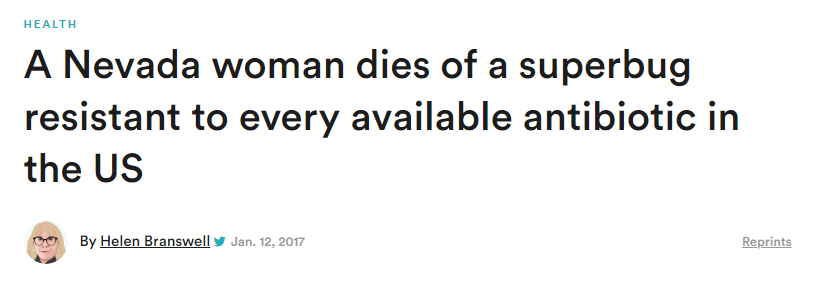 HEALTH
A Nevada woman dies of a superbug
resistant to every available antibiotic in
the US
By Helen Branswell Jan. 12, 2017 Reprints